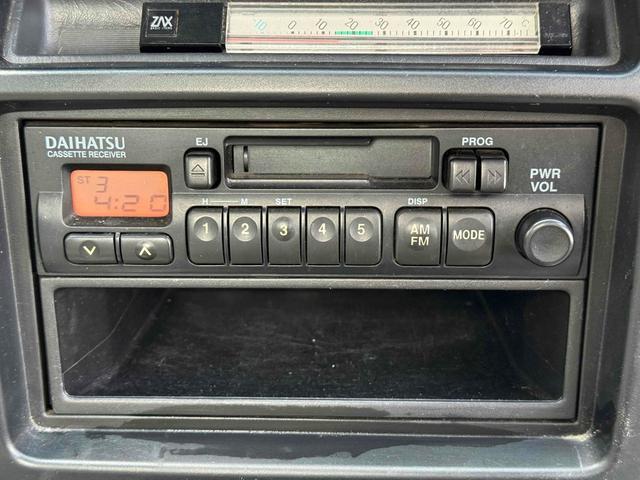 ZAX
-10 0 10 20 30 40 50 60 70 °C
DAIHATSU
CASSETTE RECEIVER
EJ
PROG
PWR
VOL
ST 3
4:20
H M SET
DISP
1 2 3 4 5
AM
FM
MODE